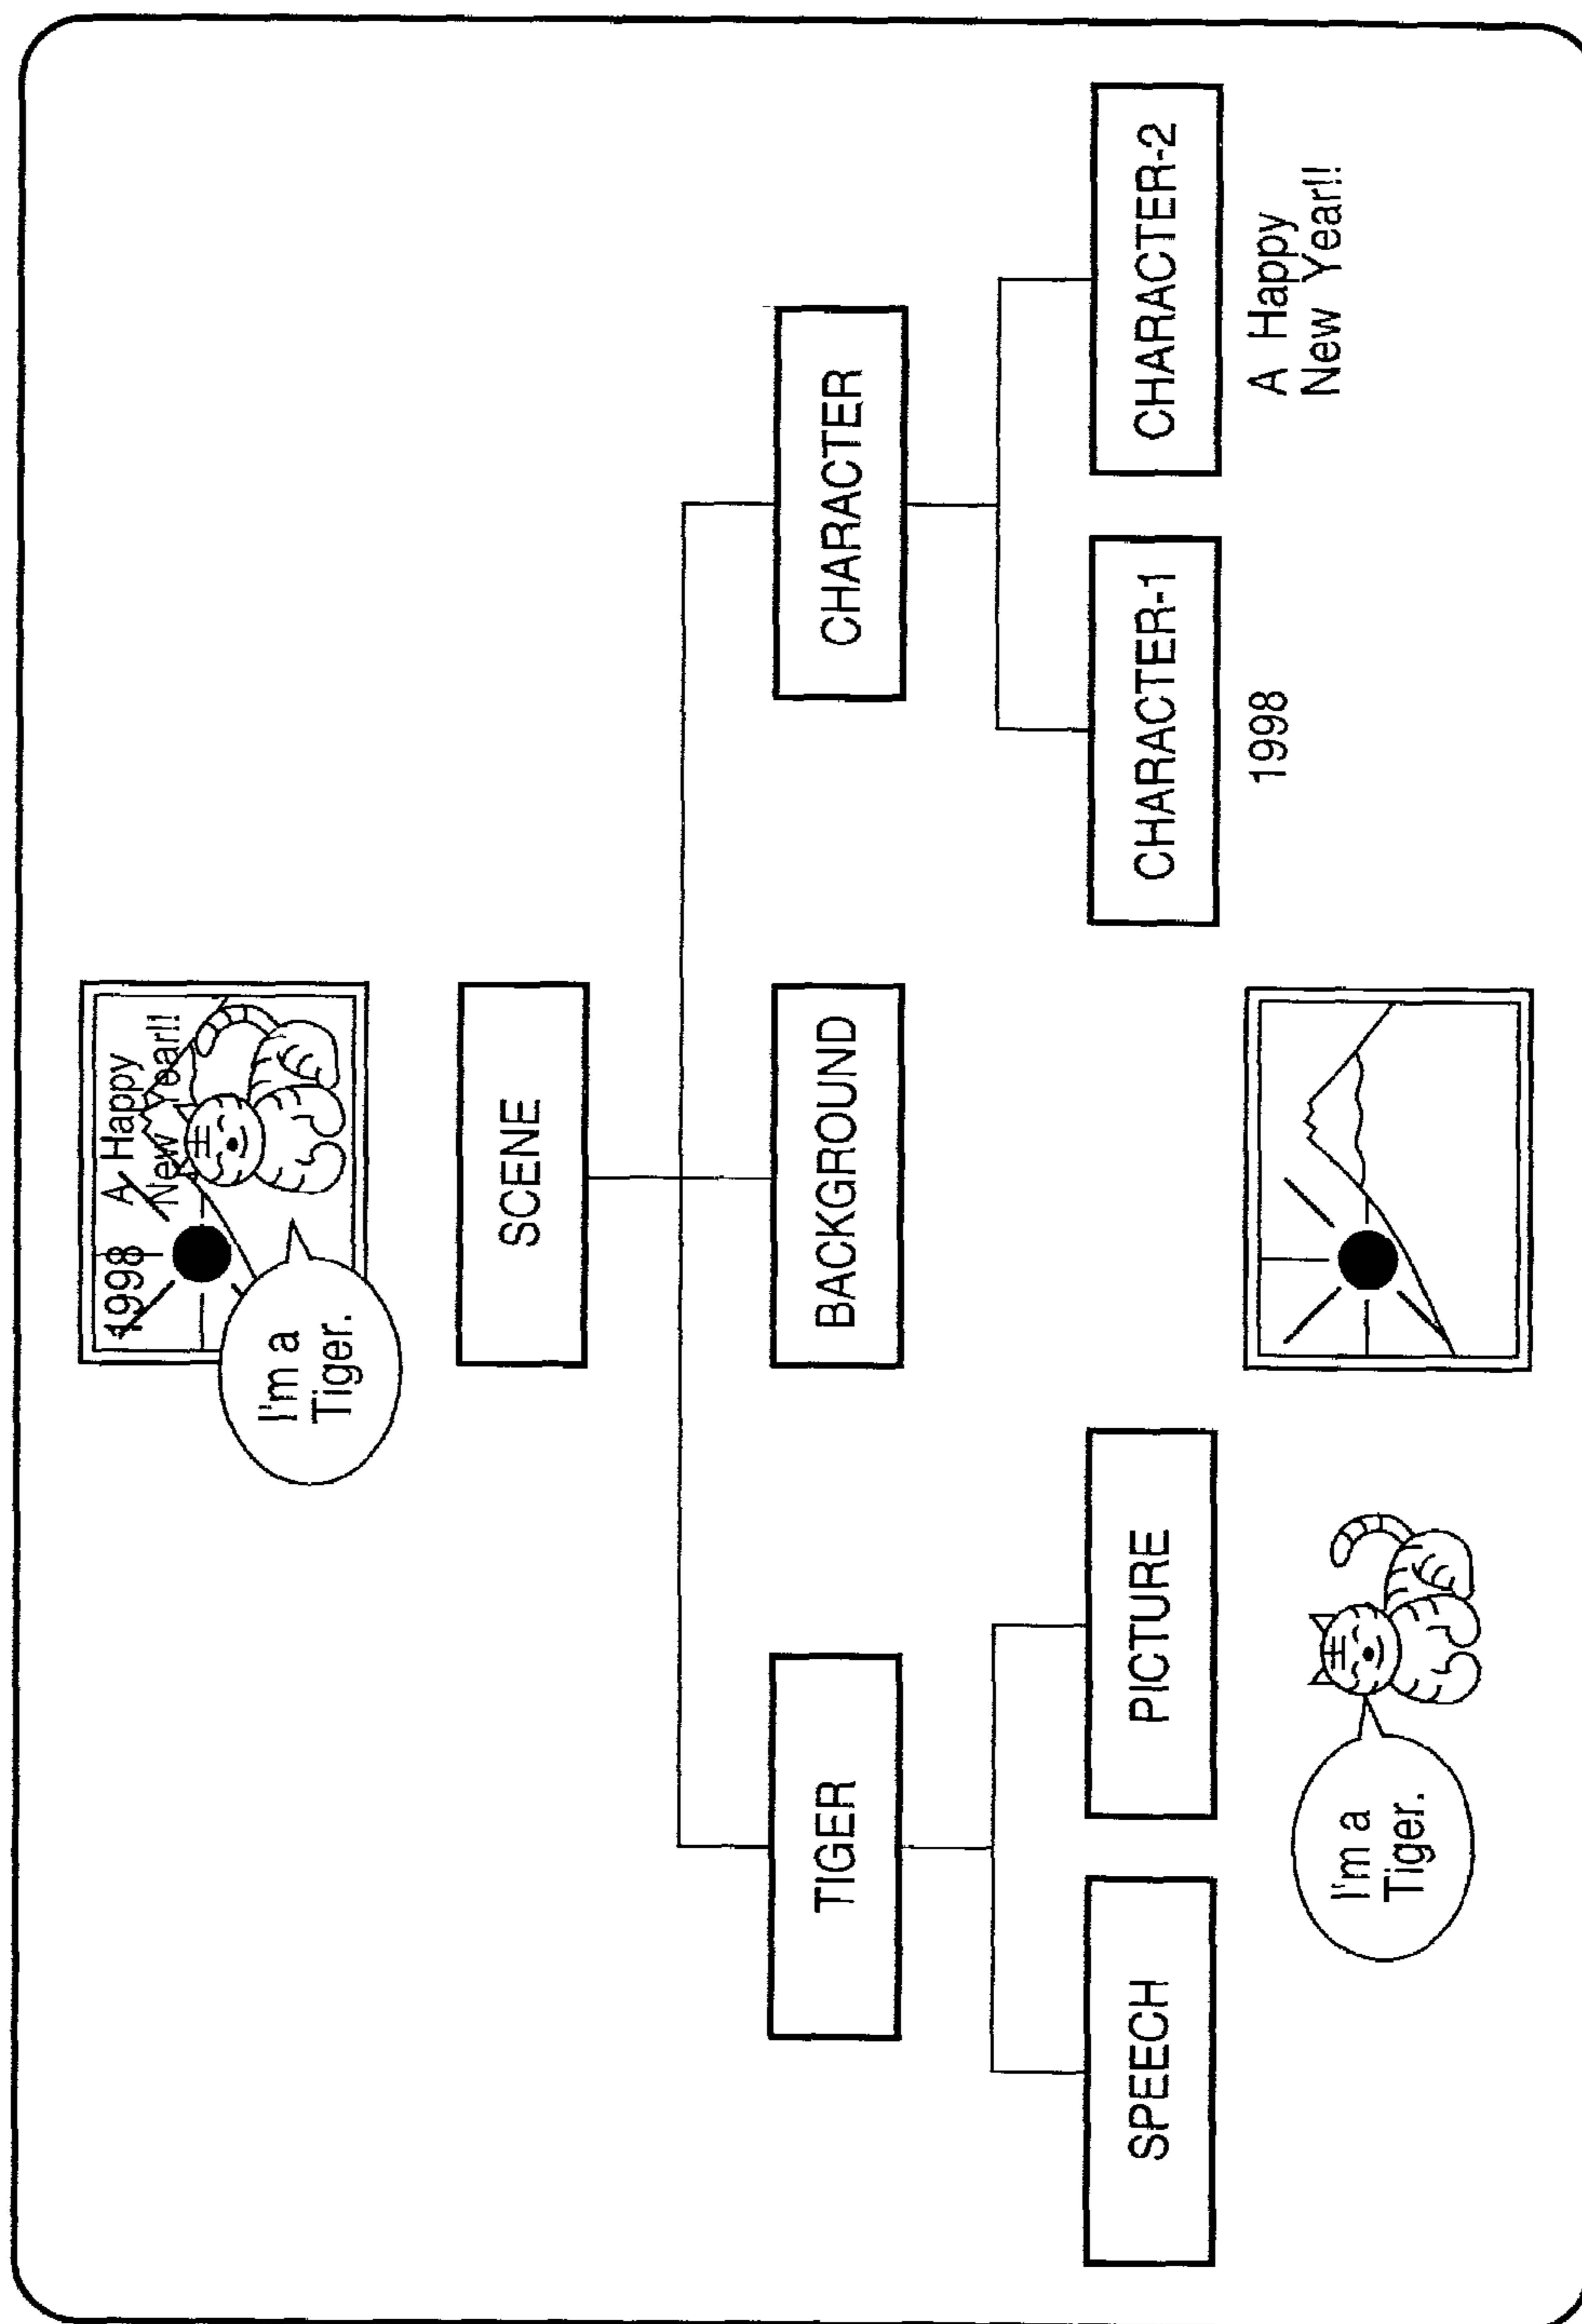 1998
A Happy
New Year!!
I'm a
Tiger.
SCENE
TIGER
BACKGROUND
CHARACTER
SPEECH
PICTURE
CHARACTER-1
CHARACTER-2
I'm a
Tiger.
1998
A Happy
New Year!!